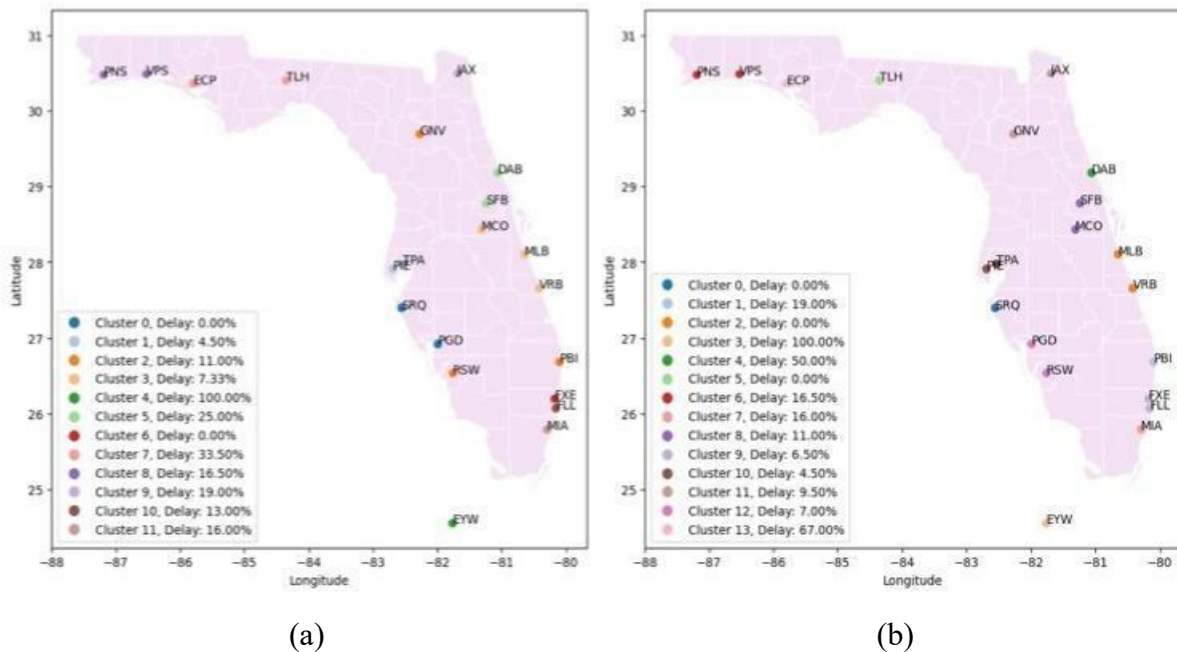 31
30
29
28
27
26
25
Latitude
−88
−87
−86
−85
−84
−83
−82
−81
−80
Longitude
PNS
VPS
ECP
TLH
JAX
GNV
DAB
SFB
MCO
MLB
TPA
PIE
VRB
SRQ
PGD
RSW
PBI
FXE
FLL
MIA
EYW
Cluster 0, Delay: 0.00%
Cluster 1, Delay: 4.50%
Cluster 2, Delay: 11.00%
Cluster 3, Delay: 7.33%
Cluster 4, Delay: 100.00%
Cluster 5, Delay: 25.00%
Cluster 6, Delay: 0.00%
Cluster 7, Delay: 33.50%
Cluster 8, Delay: 16.50%
Cluster 9, Delay: 19.00%
Cluster 10, Delay: 13.00%
Cluster 11, Delay: 16.00%
(a)
31
30
29
28
27
26
25
Latitude
−88
−87
−86
−85
−84
−83
−82
−81
−80
Longitude
PNS
VPS
ECP
TLH
JAX
GNV
DAB
SFB
MCO
MLB
TPA
PIE
VRB
SRQ
PGD
RSW
PBI
FXE
FLL
MIA
EYW
Cluster 0, Delay: 0.00%
Cluster 1, Delay: 19.00%
Cluster 2, Delay: 0.00%
Cluster 3, Delay: 100.00%
Cluster 4, Delay: 50.00%
Cluster 5, Delay: 0.00%
Cluster 6, Delay: 16.50%
Cluster 7, Delay: 16.00%
Cluster 8, Delay: 11.00%
Cluster 9, Delay: 6.50%
Cluster 10, Delay: 4.50%
Cluster 11, Delay: 9.50%
Cluster 12, Delay: 7.00%
Cluster 13, Delay: 67.00%
(b)